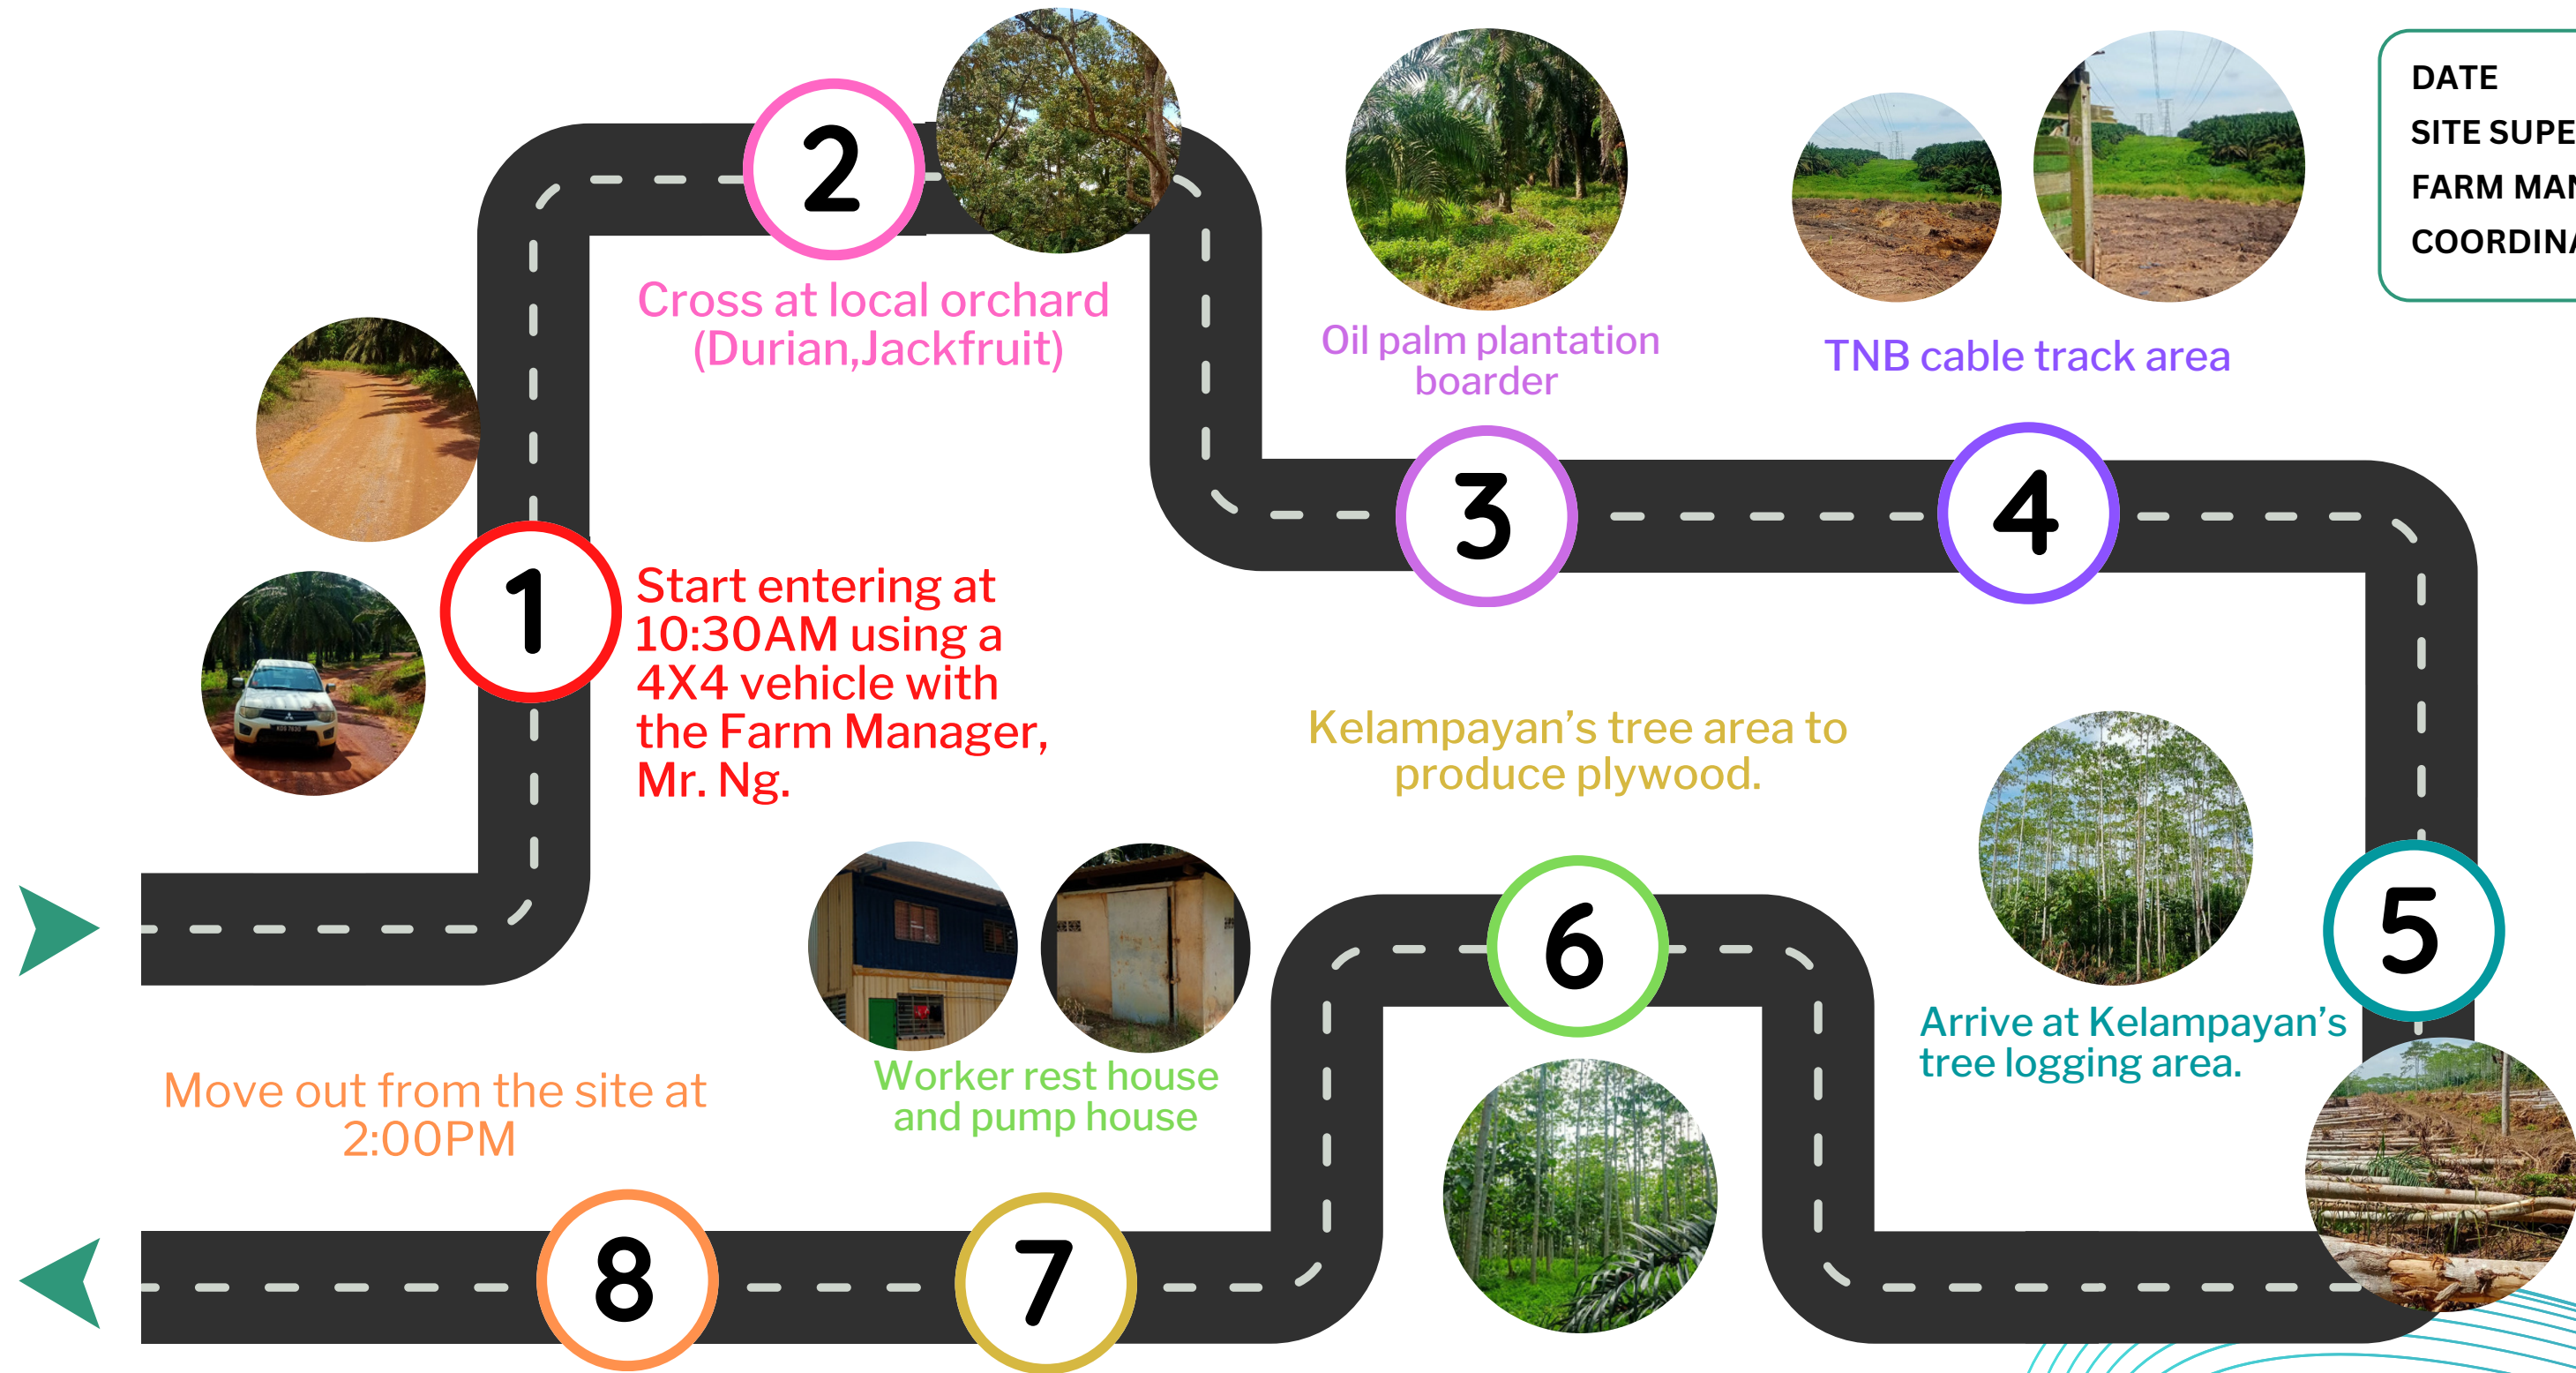 DATE
SITE SUPE
FARM MAN
COORDINA
2
Cross at local orchard
(Durian,Jackfruit)
Oil palm plantation
boarder
TNB cable track area
3
4
1
Start entering at
10:30AM using a
4X4 vehicle with
the Farm Manager,
Mr. Ng.
Kelampayan’s tree area to
produce plywood.
6
5
Arrive at Kelampayan’s
tree logging area.
Worker rest house
and pump house
Move out from the site at
2:00PM
8
7